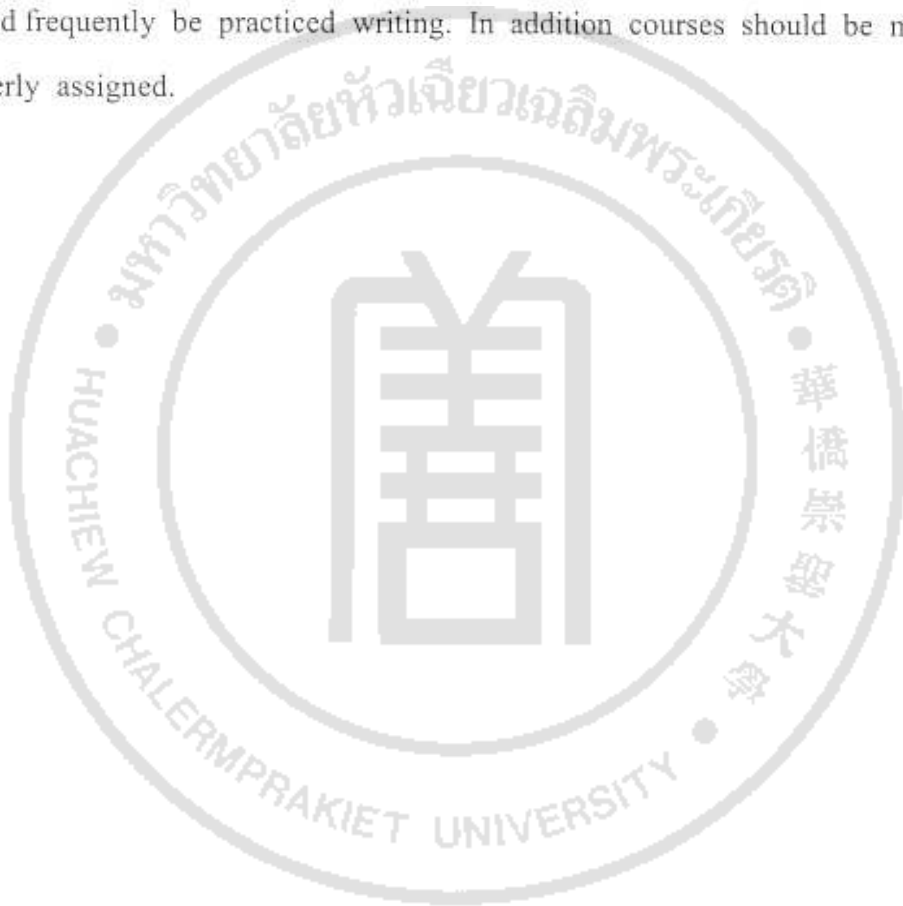 frequently be practiced writing. In addition courses should be
assigned.
มหาวิทยาลัยหัวเฉียวเฉลิมพระเกียรติ
華僑崇聖大學
HUACHIEW CHALERMPRAKIET UNIVERSITY